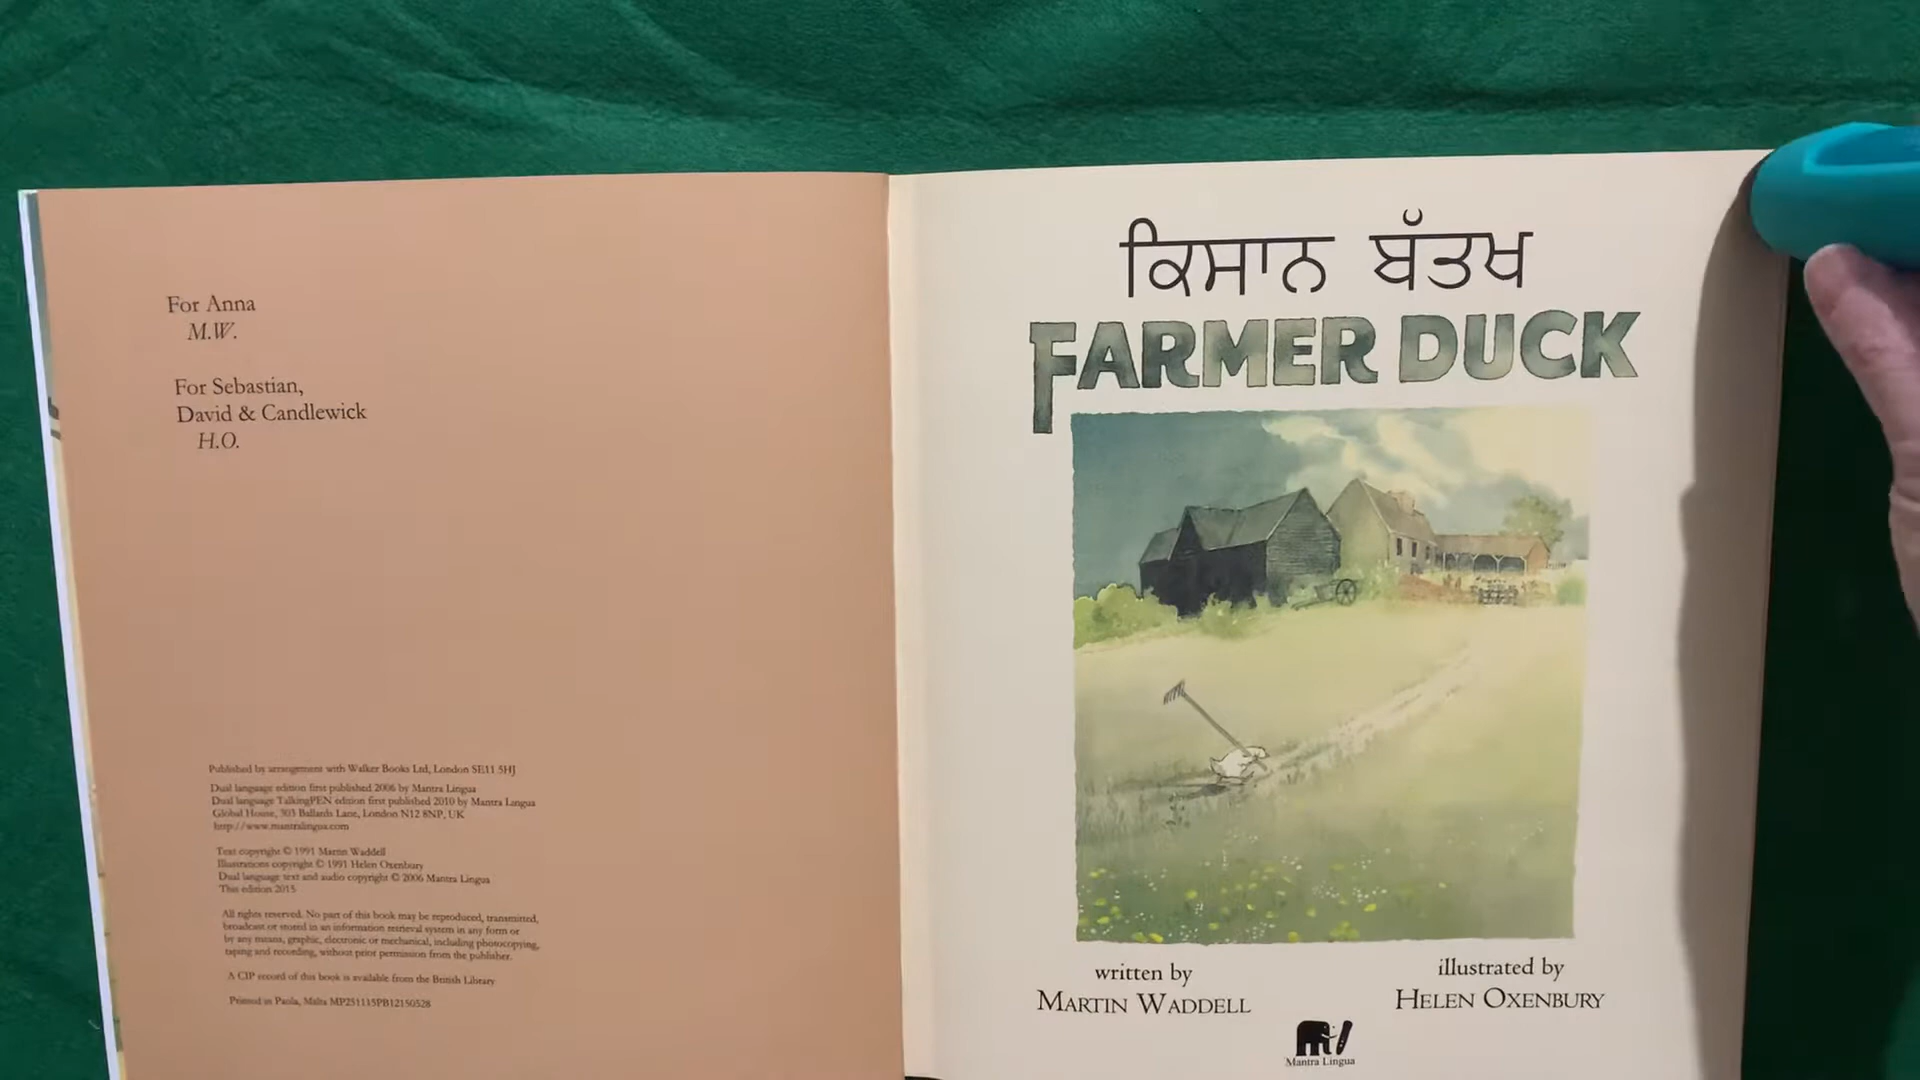 For Anna
M.W.
For Sebastian,
David & Candlewick
H.O.
Published by arrangement with Walker Books Ltd, London SE11 5HJ
Dual language edition first published 2006 by Mantra Lingua
Dual language TalkingPEN edition first published 2010 by Mantra Lingua
Global House, 303 Ballards Lane, London N12 8NP, UK
http://www.mantralingua.com
Text copyright © 1991 Martin Waddell
Illustrations copyright © 1991 Helen Oxenbury
Dual language text and audio copyright © 2006 Mantra Lingua
This edition 2015
All rights reserved. No part of this book may be reproduced, transmitted,
broadcast or stored in an information retrieval system in any form or
by any means, graphic, electronic or mechanical, including photocopying,
taping and recording, without prior permission from the publisher.
A CIP record of this book is available from the British Library
Printed in Paola, Malta MP251115PB12150528
ਕਿਸਾਨ ਬੱਤਖ਼
FARMER DUCK
written by
MARTIN WADDELL
illustrated by
HELEN OXENBURY
Mantra Lingua